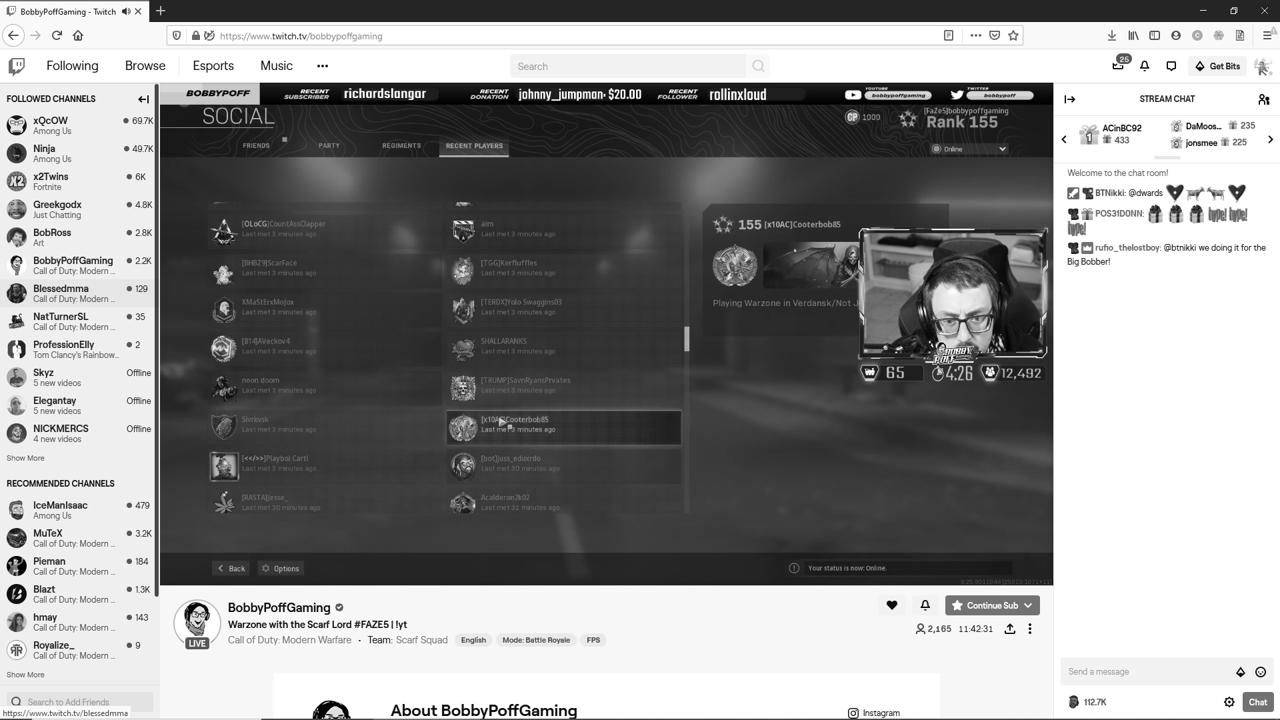 BobbyPoffGaming - Twitch
https://www.twitch.tv/bobbypoffgaming
Following
Browse
Esports
Music
Search
25
Get Bits
FOLLOWED CHANNELS
xQcOW
69.7K
Among Us
Ninja
49.7K
Among Us
x2Twins
6K
Fortnite
Greekgodx
4.8K
Just Chatting
BobRoss
2.8K
Art
BobbyPoffGaming
2.2K
Call of Duty: Modern ...
Blessedmma
129
Call of Duty: Modern ...
NatTurnerSL
35
Call of Duty: Modern ...
ProfessionElly
2
Tom Clancy's Rainbow...
Skyz
Offline
5 new videos
Elegantay
Offline
5 new videos
NICKMERCS
Offline
4 new videos
Show More
RECOMMENDED CHANNELS
IceManIsaac
479
Among Us
MuTeX
3.2K
Call of Duty: Modern ...
Pieman
184
Call of Duty: Modern ...
Blazt
1.3K
Call of Duty: Modern ...
hmay
143
Call of Duty: Modern ...
Royalize_
9
Call of Duty: Modern ...
Show More
Search to Add Friends
https://www.twitch.tv/blessedmma
BOBBYPOFF
RECENT SUBSCRIBER
richardslangar
RECENT DONATION
johnny_jumpman: $20.00
RECENT FOLLOWER
rollinxloud
YOUTUBE
bobbypoffgaming
TWITTER
bobbypoff
SOCIAL
CP 1000
[FaZe5]bobbypoffgaming
Rank 155
FRIENDS
PARTY
REGIMENTS
RECENT PLAYERS
Online
[OLoCG]CountAssClapper
Last met 3 minutes ago
aim
Last met 3 minutes ago
[BHBZ9]ScarFace
Last met 3 minutes ago
[TGG]Kerfluffles
Last met 3 minutes ago
XMaStErxMoJox
Last met 3 minutes ago
[TERDX]Yolo Swaggins03
Last met 3 minutes ago
[814]AVeckov4
Last met 3 minutes ago
SHALLARANKS
Last met 3 minutes ago
neon doom
Last met 3 minutes ago
[TRUMP]SavnRyansPrivates
Last met 3 minutes ago
Sivrkvsk
Last met 3 minutes ago
[x10AC]Cooterbob85
Last met 3 minutes ago
[<</>>]Playboi Carti
Last met 3 minutes ago
[bot]juss_eduxrdo
Last met 30 minutes ago
[RASTA]jesse_
Last met 30 minutes ago
Acalderon2k02
Last met 32 minutes ago
155 [x10AC]Cooterbob85
Playing Warzone in Verdansk/Not J
65
4:26
12,492
Back
Options
Your status is now: Online.
BobbyPoffGaming
LIVE
Warzone with the Scarf Lord #FAZE5 | !yt
Call of Duty: Modern Warfare · Team: Scarf Squad
English
Mode: Battle Royale
FPS
Continue Sub
2,165
11:42:31
About BobbyPoffGaming
Instagram
STREAM CHAT
1
ACinBC92
433
DaMoos...
235
jonsmee
225
Welcome to the chat room!
BTNikki: @dwards
POS31D0NN:
hype! hype!
hype!
rufio_thelostboy: @btnikki we doing it for the
Big Bobber!
Send a message
112.7K
Chat